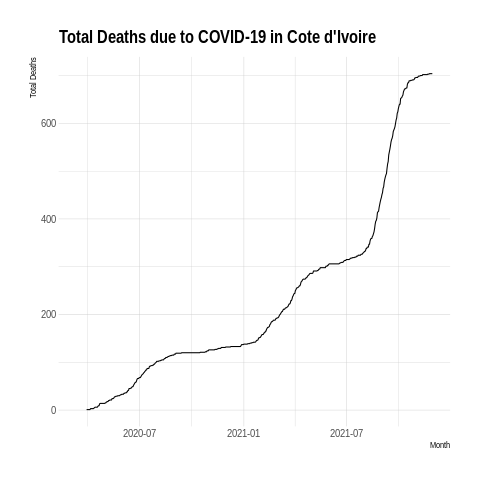 Total Deaths due to COVID-19 in Cote d'Ivoire
Total Deaths
600
400
200
0
2020-07
2021-01
2021-07
Month